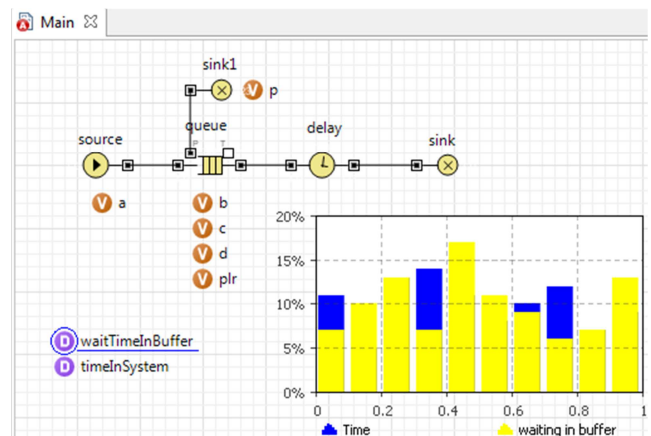 Main
sink1
p
queue
P T
source
delay
sink
a
b
c
d
plr
waitTimeInBuffer
timeInSystem
20%
15%
10%
5%
0%
0 0.2 0.4 0.6 0.8 1
Time waiting in buffer